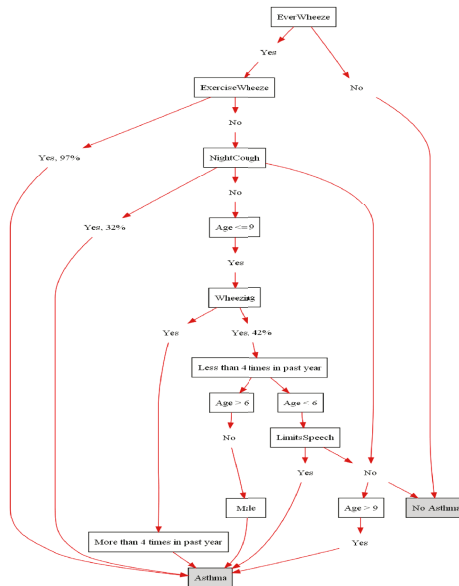 EverWheeze
Yes
ExerciseWheeze
No
No
Yes, 97%
NightCough
No
Yes, 32%
Age <= 9
Yes
Wheezing
Yes
Yes, 42%
Less than 4 times in past year
Age > 6
Age < 6
No
LimitsSpeech
Yes
No
Male
Age > 9
No Asthma
More than 4 times in past year
Yes
Asthma